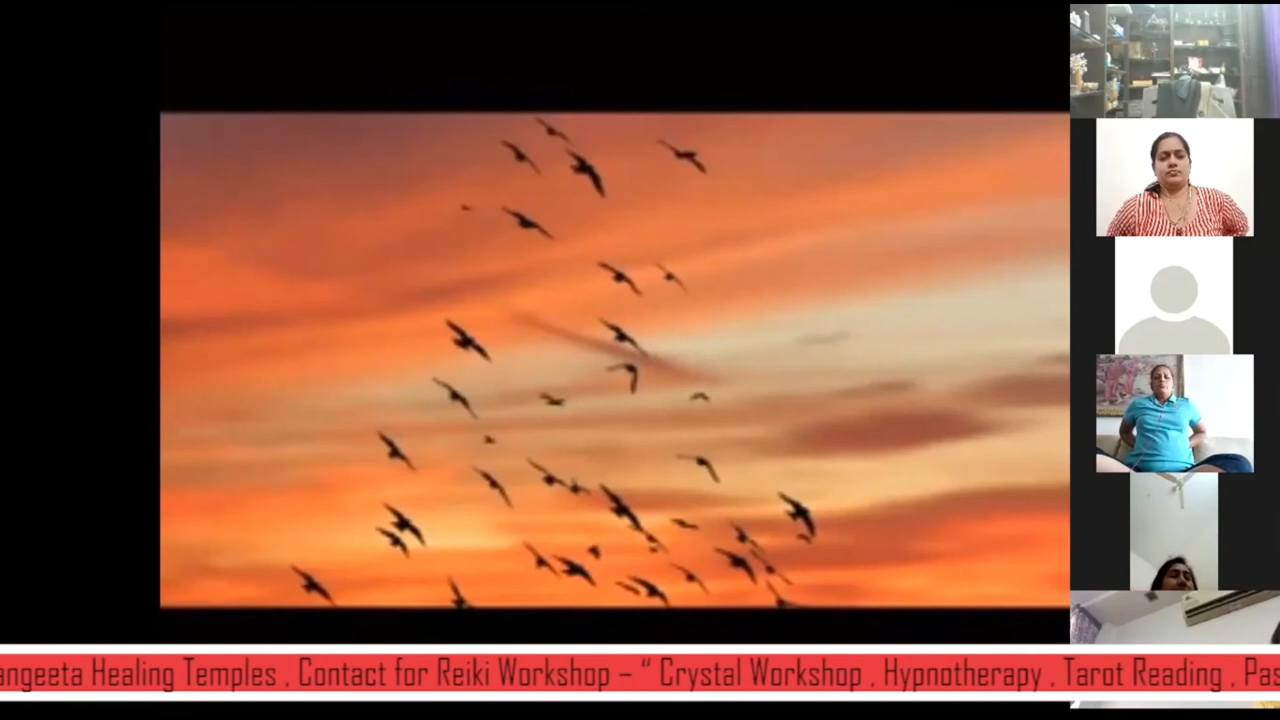 angeeta Healing Temples , Contact for Reiki Workshop – “ Crystal Workshop , Hypnotherapy , Tarot Reading , Pas